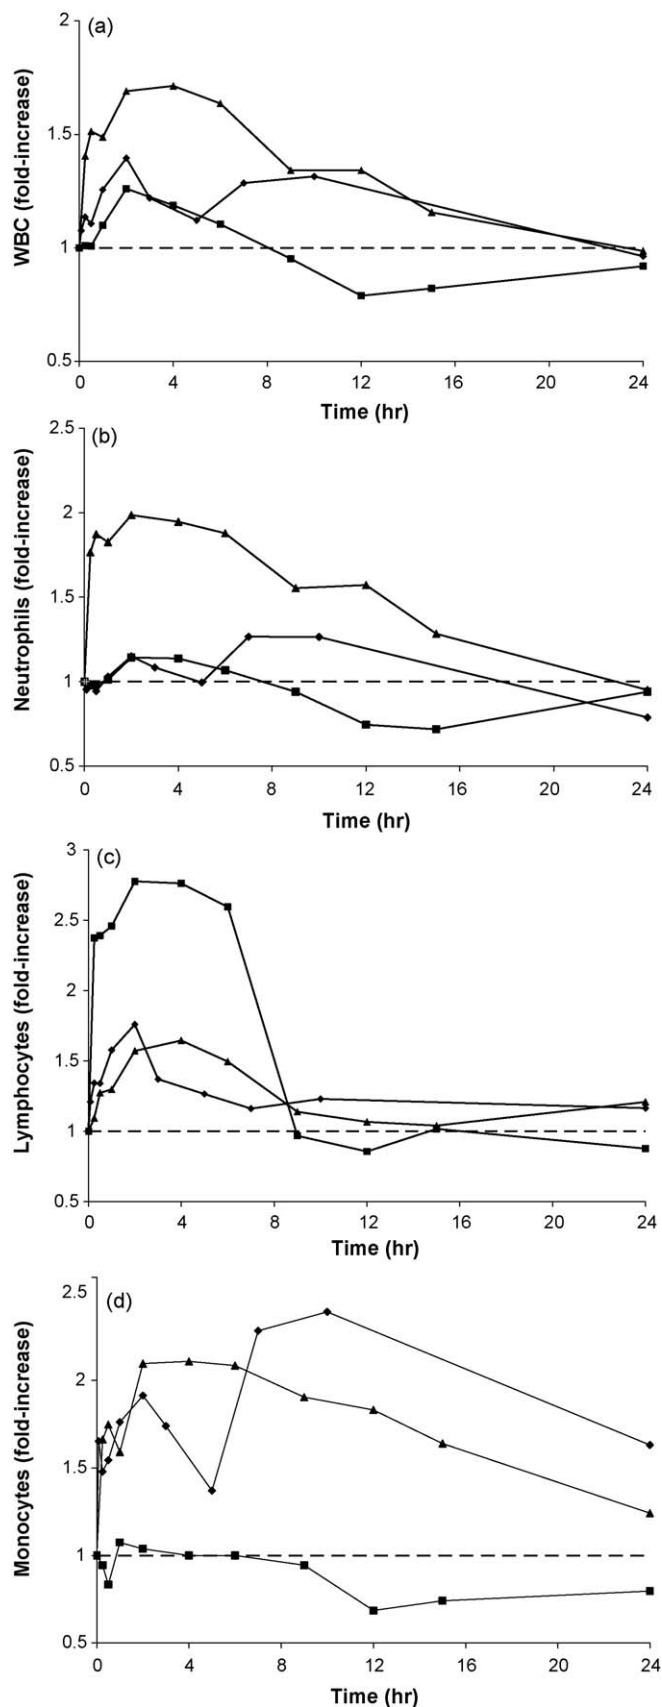 (a)
WBC (fold-increase)
2
1.5
1
0.5
0 4 8 12 16 20 24
Time (hr)
(b)
Neutrophils (fold-increase)
2.5
2
1.5
1
0.5
0 4 8 12 16 20 24
Time (hr)
(c)
Lymphocytes (fold-increase)
3
2.5
2
1.5
1
0.5
0 4 8 12 16 20 24
Time (hr)
(d)
Monocytes (fold-increase)
2.5
2
1.5
1
0.5
0 4 8 12 16 20 24
Time (hr)